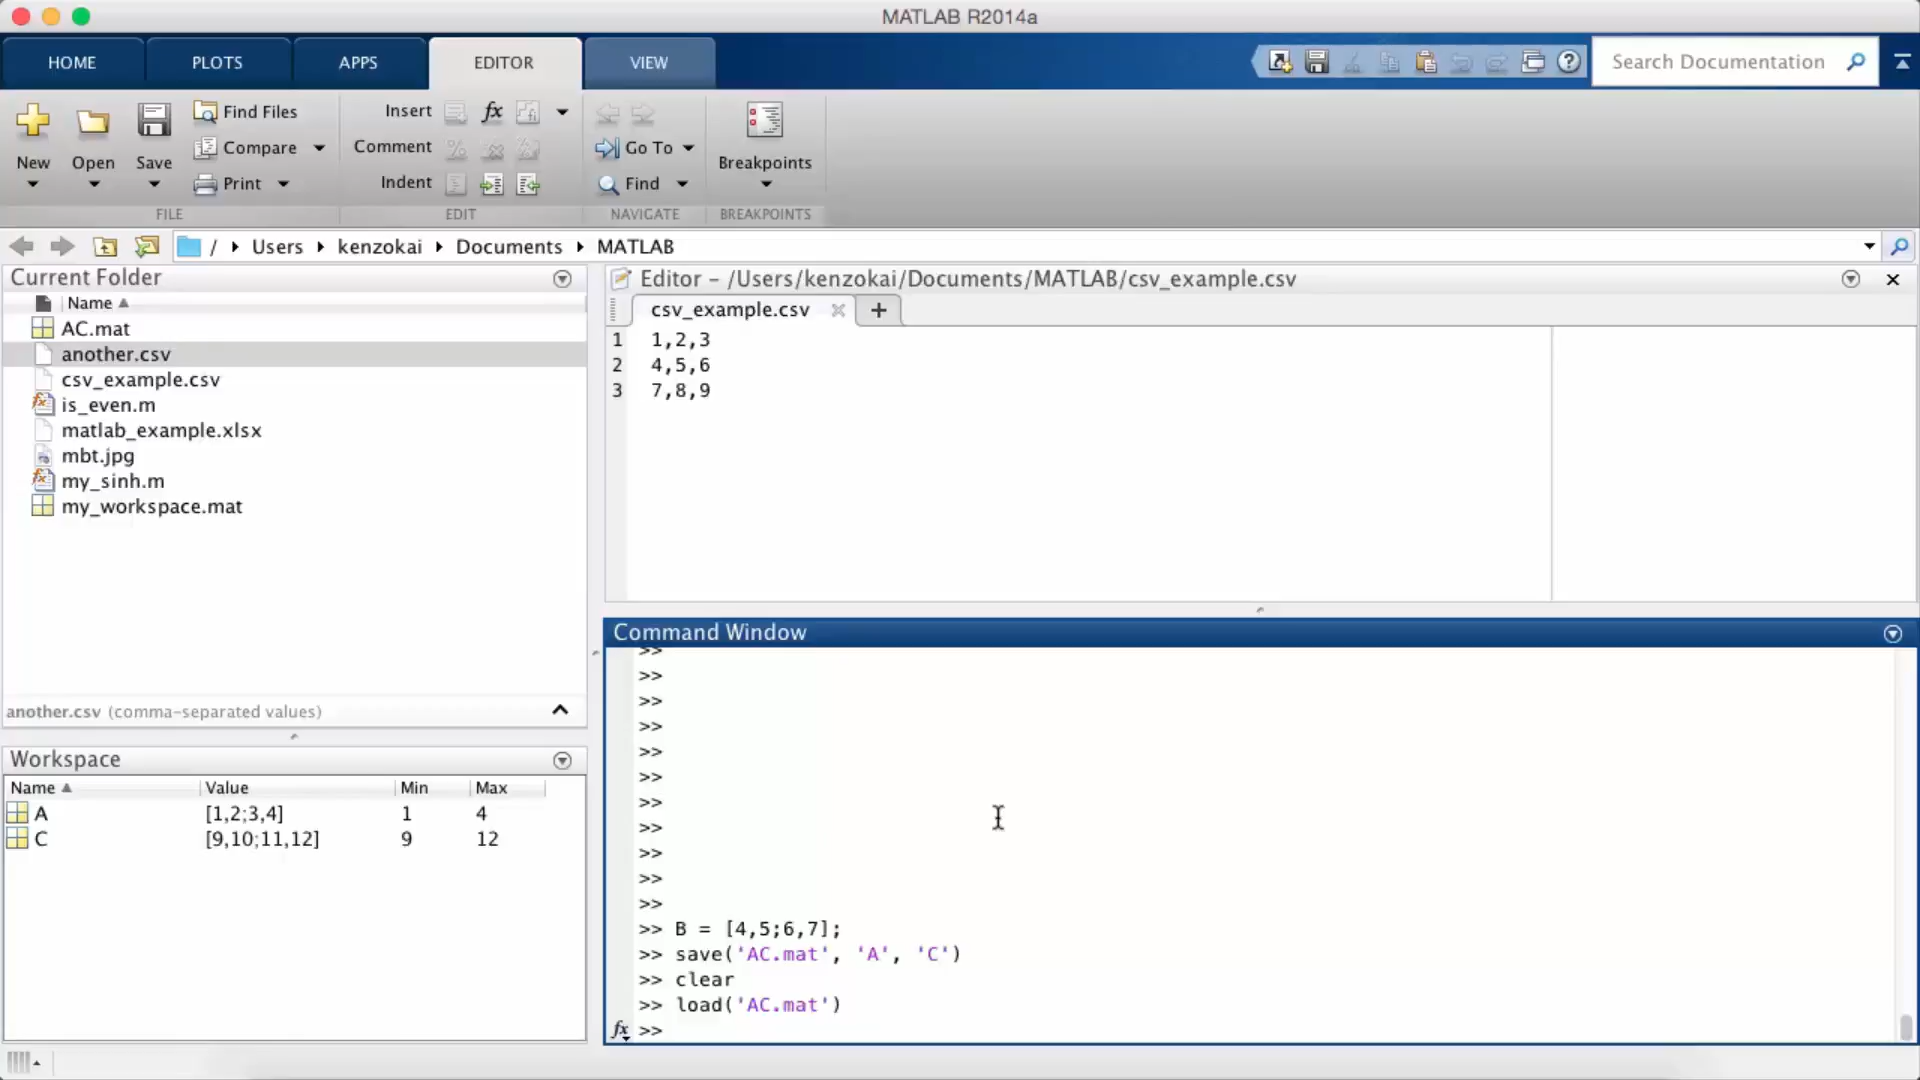 MATLAB R2014a
HOME PLOTS APPS EDITOR VIEW Search Documentation
New Open Save Find Files Compare Print
FILE
Insert fx
Comment
Indent
EDIT
Go To
Find
NAVIGATE
Breakpoints
BREAKPOINTS
/ Users kenzokai Documents MATLAB
Current Folder
Name
AC.mat
another.csv
csv_example.csv
is_even.m
matlab_example.xlsx
mbt.jpg
my_sinh.m
my_workspace.mat
another.csv (comma-separated values)
Workspace
Name Value Min Max
A [1,2;3,4] 1 4
C [9,10;11,12] 9 12
Editor – /Users/kenzokai/Documents/MATLAB/csv_example.csv
csv_example.csv +
1 1,2,3
2 4,5,6
3 7,8,9
Command Window
>>
>>
>>
>>
>>
>>
>>
>>
>>
>>
>>
>> B = [4,5;6,7];
>> save('AC.mat', 'A', 'C')
>> clear
>> load('AC.mat')
fx >>